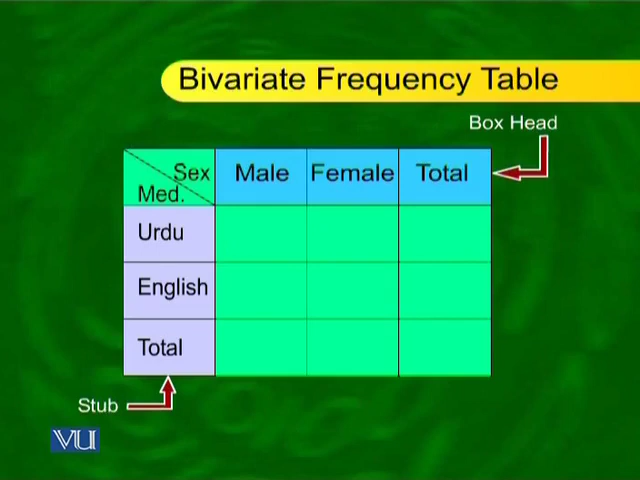 Bivariate Frequency Table
Box Head
Sex Male Female Total
Med.
Urdu
English
Total
Stub
VU